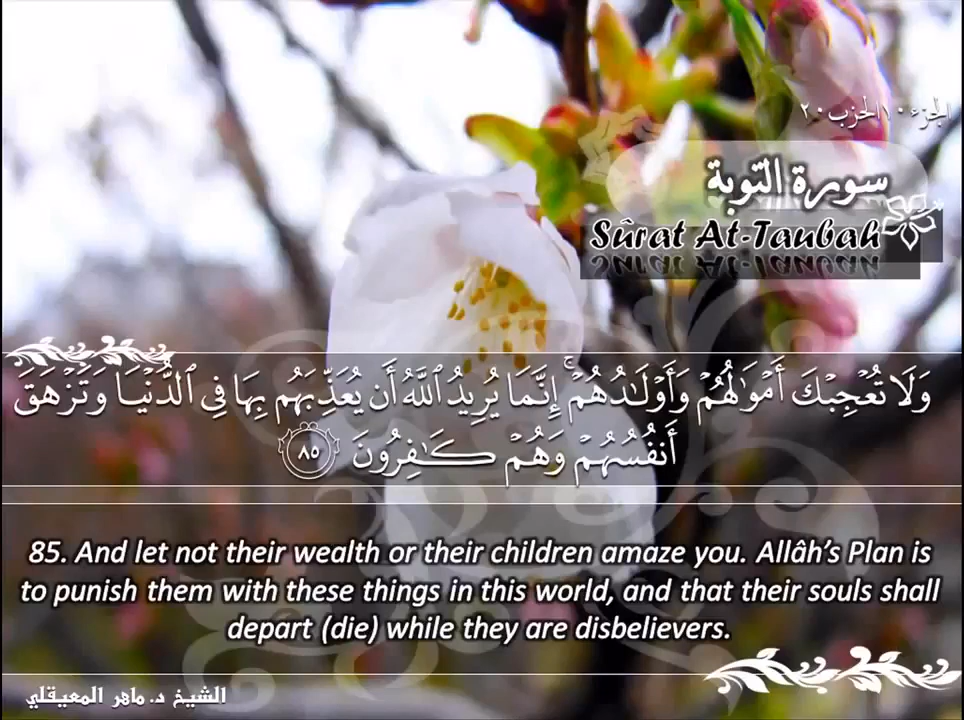 الجزء ١٠ الحزب ٢٠
سورة التوبة
Sûrat At-Taubah
وَلَا تُعْجِبْكَ أَمْوَٰلُهُمْ وَأَوْلَـٰدُهُمْ ۚ إِنَّمَا يُرِيدُ ٱللَّهُ أَن يُعَذِّبَهُم بِهَا فِى ٱلدُّنْيَا وَتَزْهَقَ
أَنفُسُهُمْ وَهُمْ كَـٰفِرُونَ ٨٥
85. And let not their wealth or their children amaze you. Allâh’s Plan is
to punish them with these things in this world, and that their souls shall
depart (die) while they are disbelievers.
الشيخ د. ماهر المعيقلي